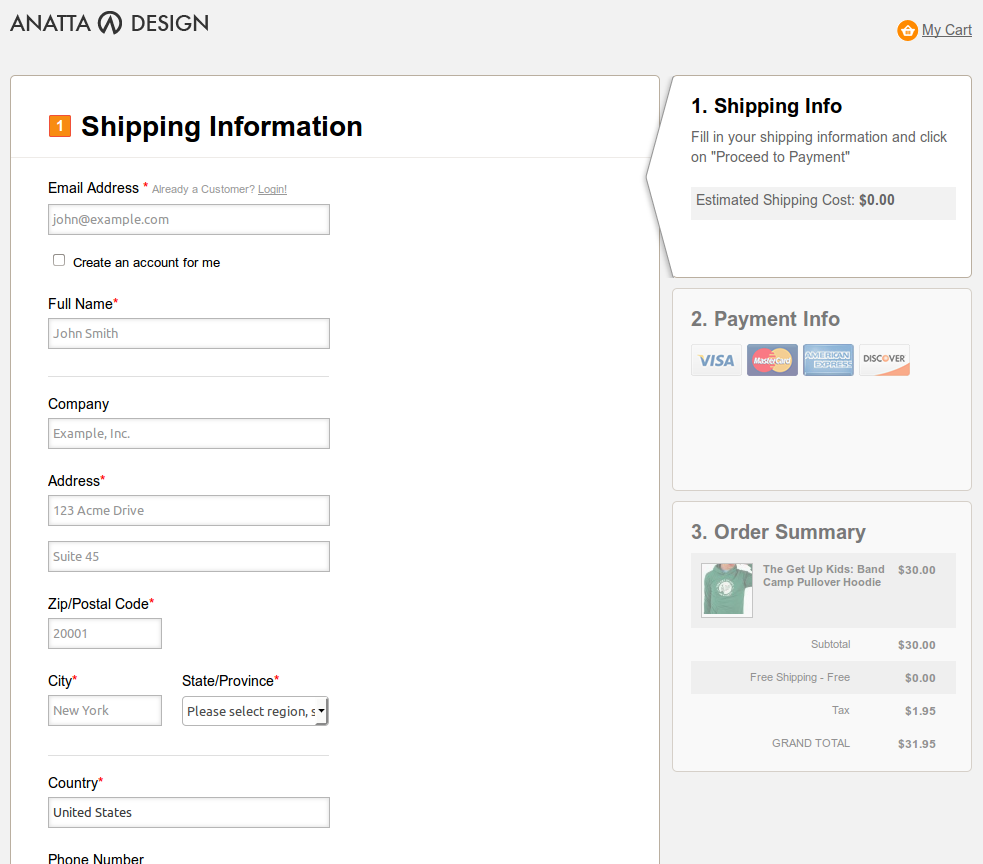 ANATTA DESIGN
My Cart
1 Shipping Information
Email Address * Already a Customer? Login!
john@example.com
Create an account for me
Full Name*
John Smith
Company
Example, Inc.
Address*
123 Acme Drive
Suite 45
Zip/Postal Code*
20001
City*
New York
State/Province*
Please select region, s
Country*
United States
Phone Number
1. Shipping Info
Fill in your shipping information and click
on "Proceed to Payment"
Estimated Shipping Cost: $0.00
2. Payment Info
VISA MasterCard AMERICAN EXPRESS DISCOVER
3. Order Summary
The Get Up Kids: Band $30.00
Camp Pullover Hoodie
Subtotal $30.00
Free Shipping - Free $0.00
Tax $1.95
GRAND TOTAL $31.95